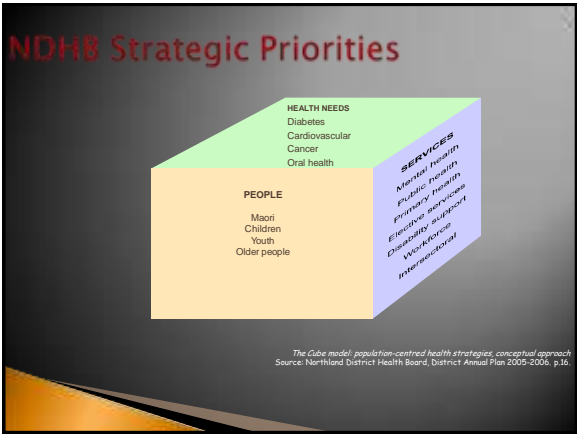 NDHB Strategic Priorities
HEALTH NEEDS
Diabetes
Cardiovascular
Cancer
Oral health
PEOPLE
Maori
Children
Youth
Older people
SERVICES
Mental health
Public health
Primary health
Elective services
Disability support
Workforce
Intersectoral
The Cube model: population-centred health strategies, conceptual approach
Source: Northland District Health Board, District Annual Plan 2005-2006, p.16.